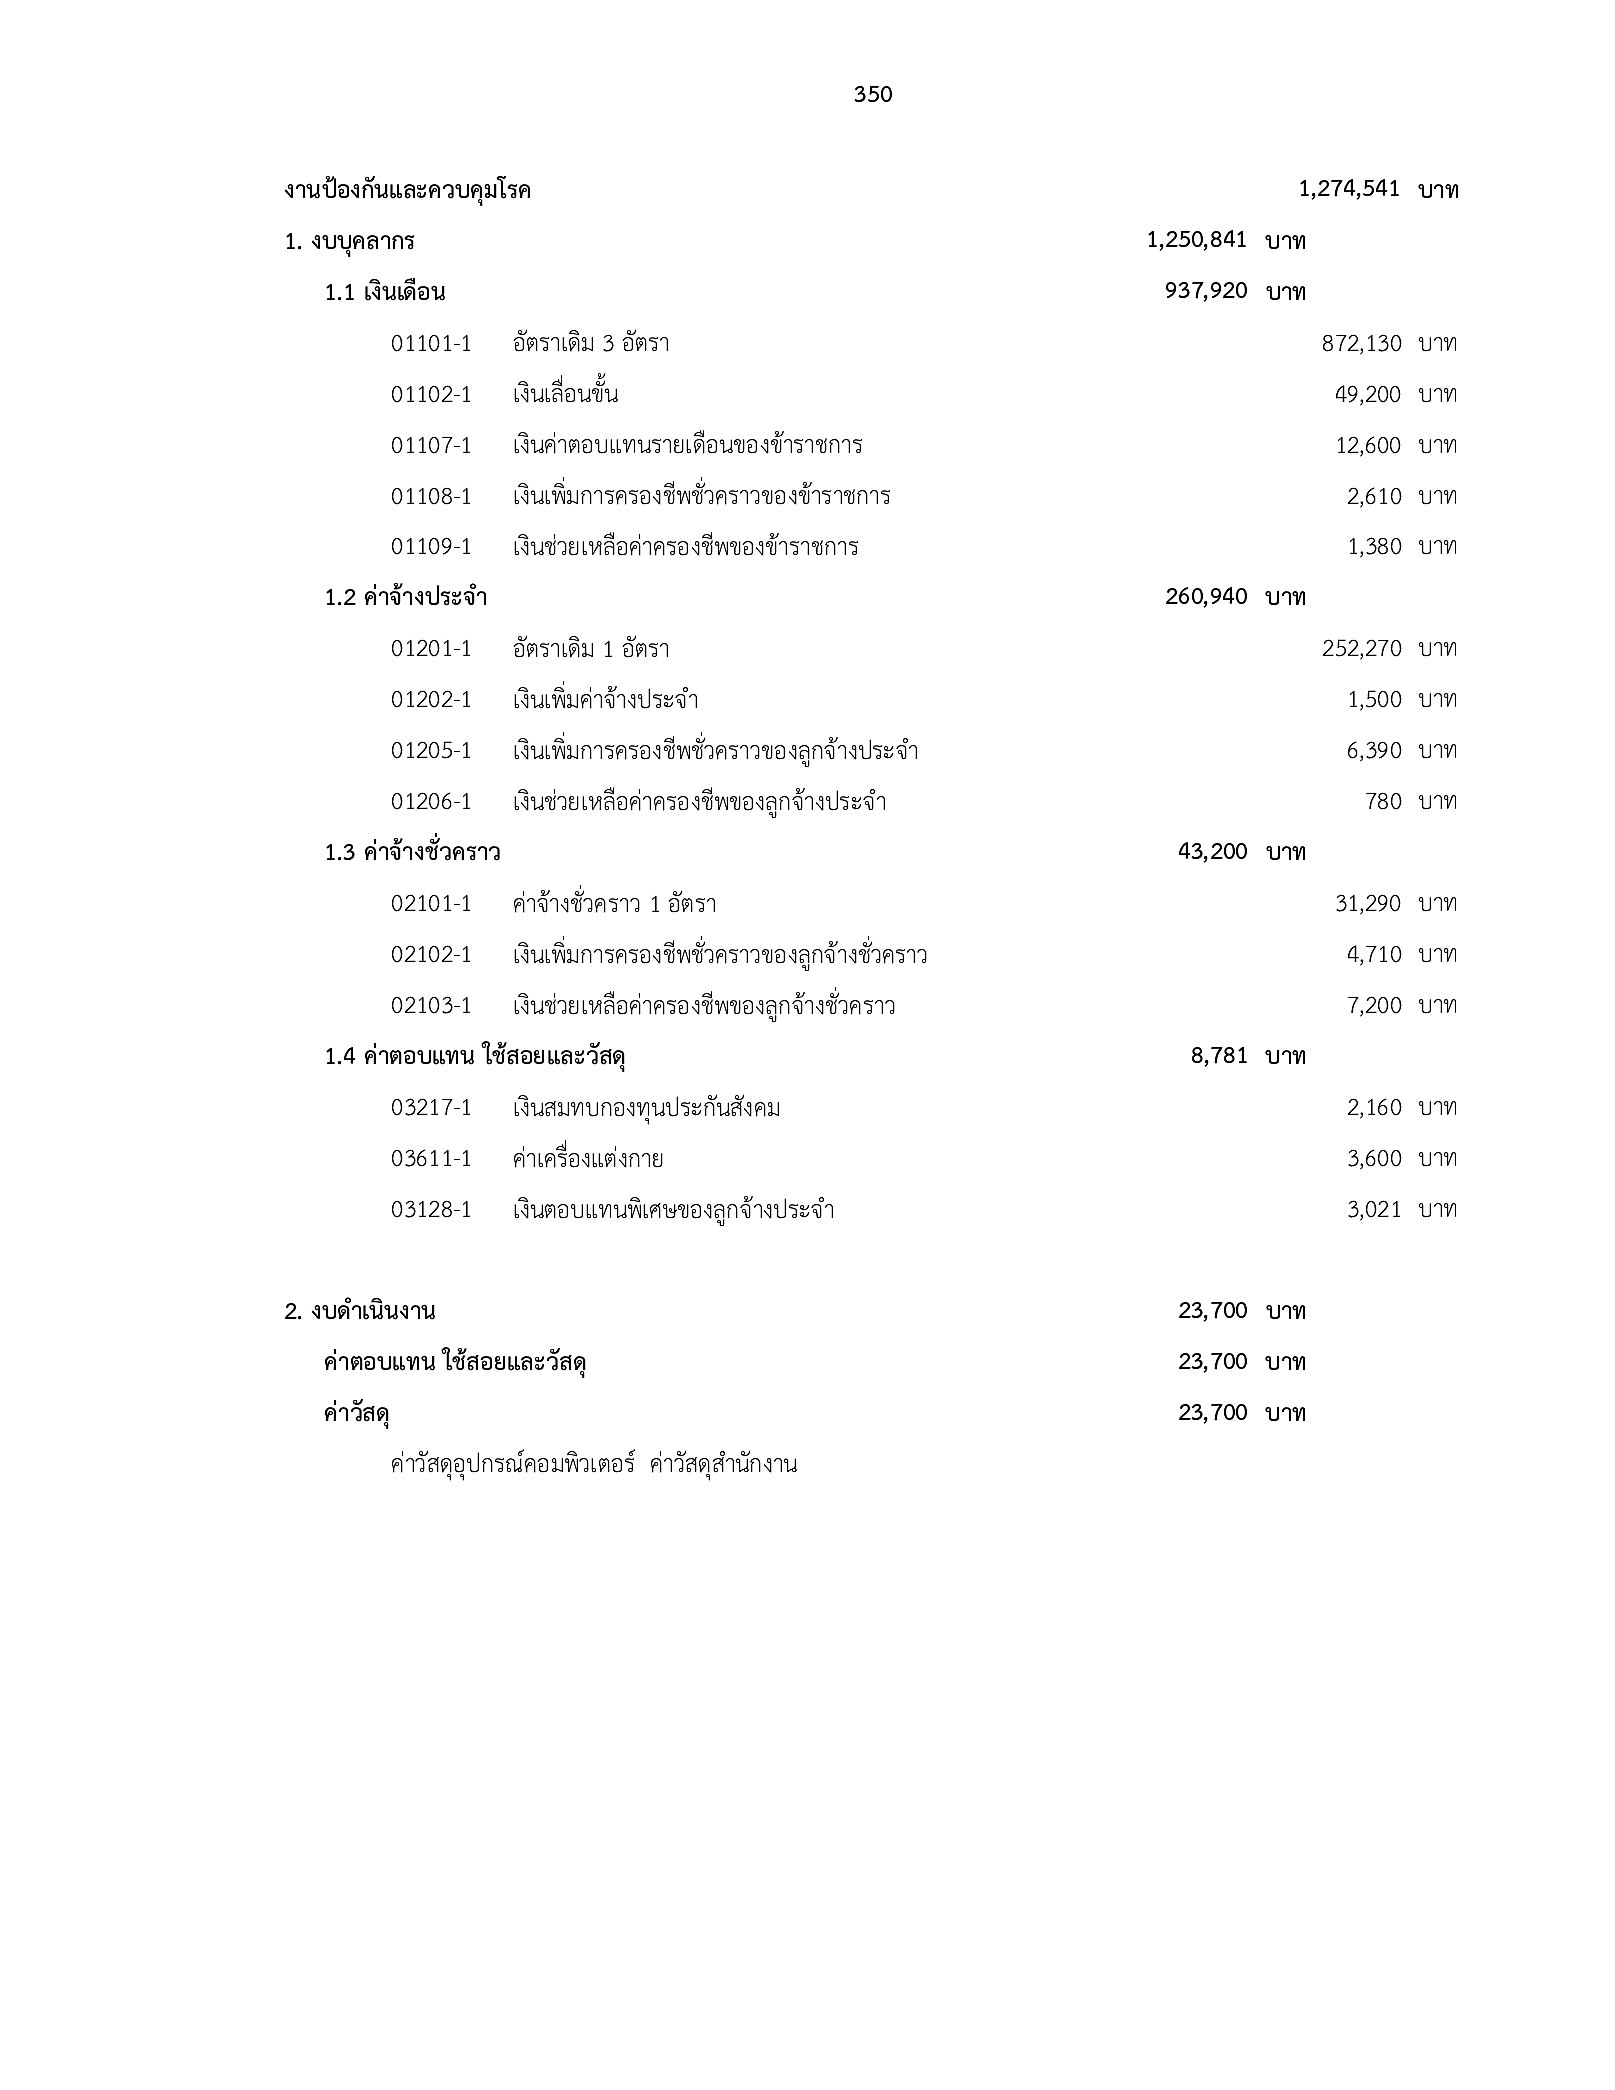 350
งานป้องกันและควบคุมโรค 1,274,541 บาท
1. งบบุคลากร 1,250,841 บาท
1.1 เงินเดือน 937,920 บาท
01101-1 อัตราเดิม 3 อัตรา 872,130 บาท
01102-1 เงินเลื่อนขั้น 49,200 บาท
01107-1 เงินค่าตอบแทนรายเดือนของข้าราชการ 12,600 บาท
01108-1 เงินเพิ่มการครองชีพชั่วคราวของข้าราชการ 2,610 บาท
01109-1 เงินช่วยเหลือค่าครองชีพของข้าราชการ 1,380 บาท
1.2 ค่าจ้างประจำ 260,940 บาท
01201-1 อัตราเดิม 1 อัตรา 252,270 บาท
01202-1 เงินเพิ่มค่าจ้างประจำ 1,500 บาท
01205-1 เงินเพิ่มการครองชีพชั่วคราวของลูกจ้างประจำ 6,390 บาท
01206-1 เงินช่วยเหลือค่าครองชีพของลูกจ้างประจำ 780 บาท
1.3 ค่าจ้างชั่วคราว 43,200 บาท
02101-1 ค่าจ้างชั่วคราว 1 อัตรา 31,290 บาท
02102-1 เงินเพิ่มการครองชีพชั่วคราวของลูกจ้างชั่วคราว 4,710 บาท
02103-1 เงินช่วยเหลือค่าครองชีพของลูกจ้างชั่วคราว 7,200 บาท
1.4 ค่าตอบแทน ใช้สอยและวัสดุ 8,781 บาท
03217-1 เงินสมทบกองทุนประกันสังคม 2,160 บาท
03611-1 ค่าเครื่องแต่งกาย 3,600 บาท
03128-1 เงินตอบแทนพิเศษของลูกจ้างประจำ 3,021 บาท
2. งบดำเนินงาน 23,700 บาท
ค่าตอบแทน ใช้สอยและวัสดุ 23,700 บาท
ค่าวัสดุ 23,700 บาท
ค่าวัสดุอุปกรณ์คอมพิวเตอร์ ค่าวัสดุสำนักงาน